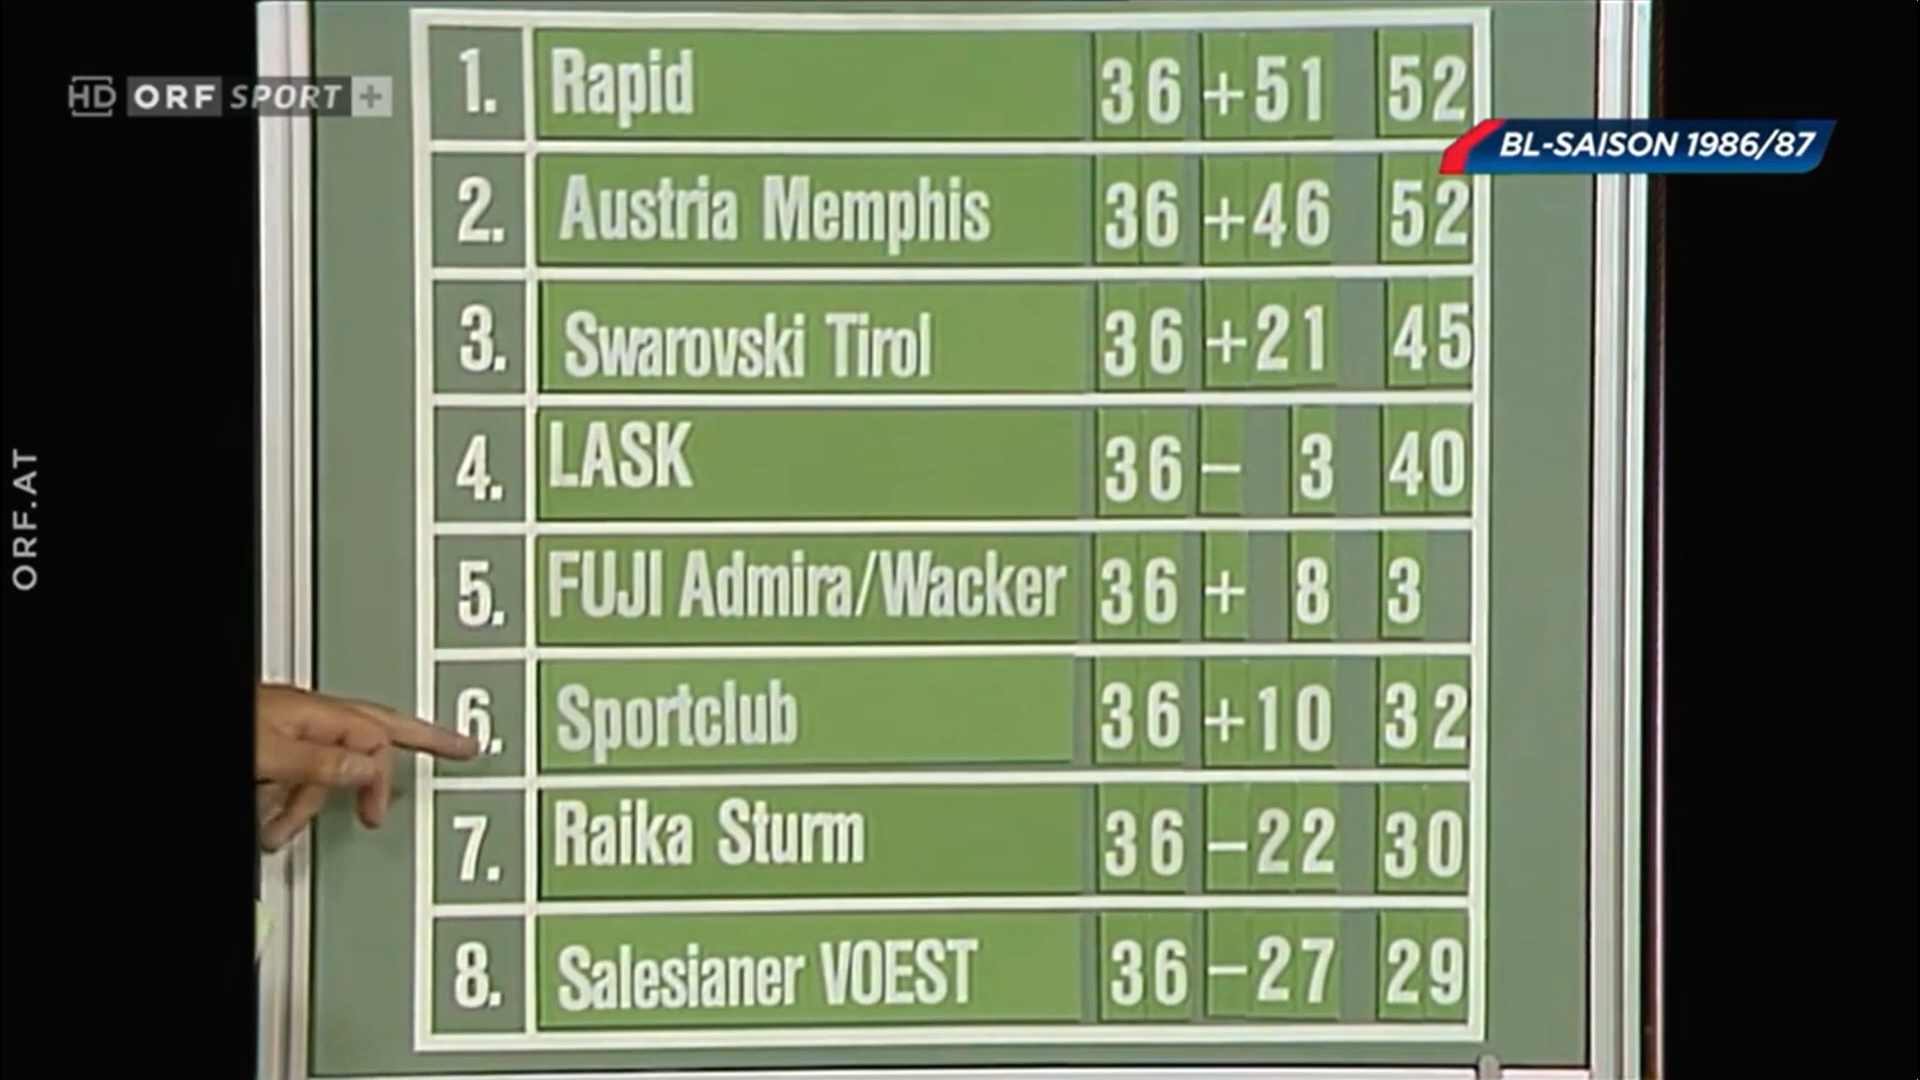 HD ORF SPORT +
BL-SAISON 1986/87
ORF.AT
1. Rapid 36 +51 52
2. Austria Memphis 36 +46 52
3. Swarovski Tirol 36 +21 45
4. LASK 36 - 3 40
5. FUJI Admira/Wacker 36 + 8 3
6. Sportclub 36 +10 32
7. Raika Sturm 36 -22 30
8. Salesianer VOEST 36 -27 29